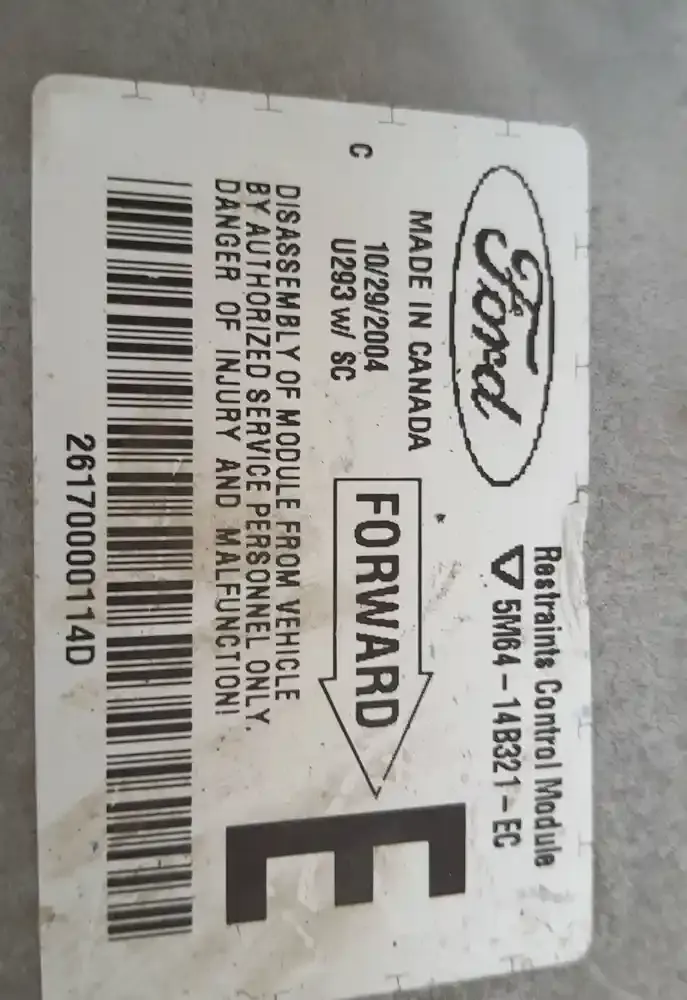 Ford
Restraints Control Module
5M64-14B321-EC
MADE IN CANADA
10/29/2004
C
U293 w/ SC
FORWARD
E
DISASSEMBLY OF MODULE FROM VEHICLE
BY AUTHORIZED SERVICE PERSONNEL ONLY.
DANGER OF INJURY AND MALFUNCTION!
26170000114D